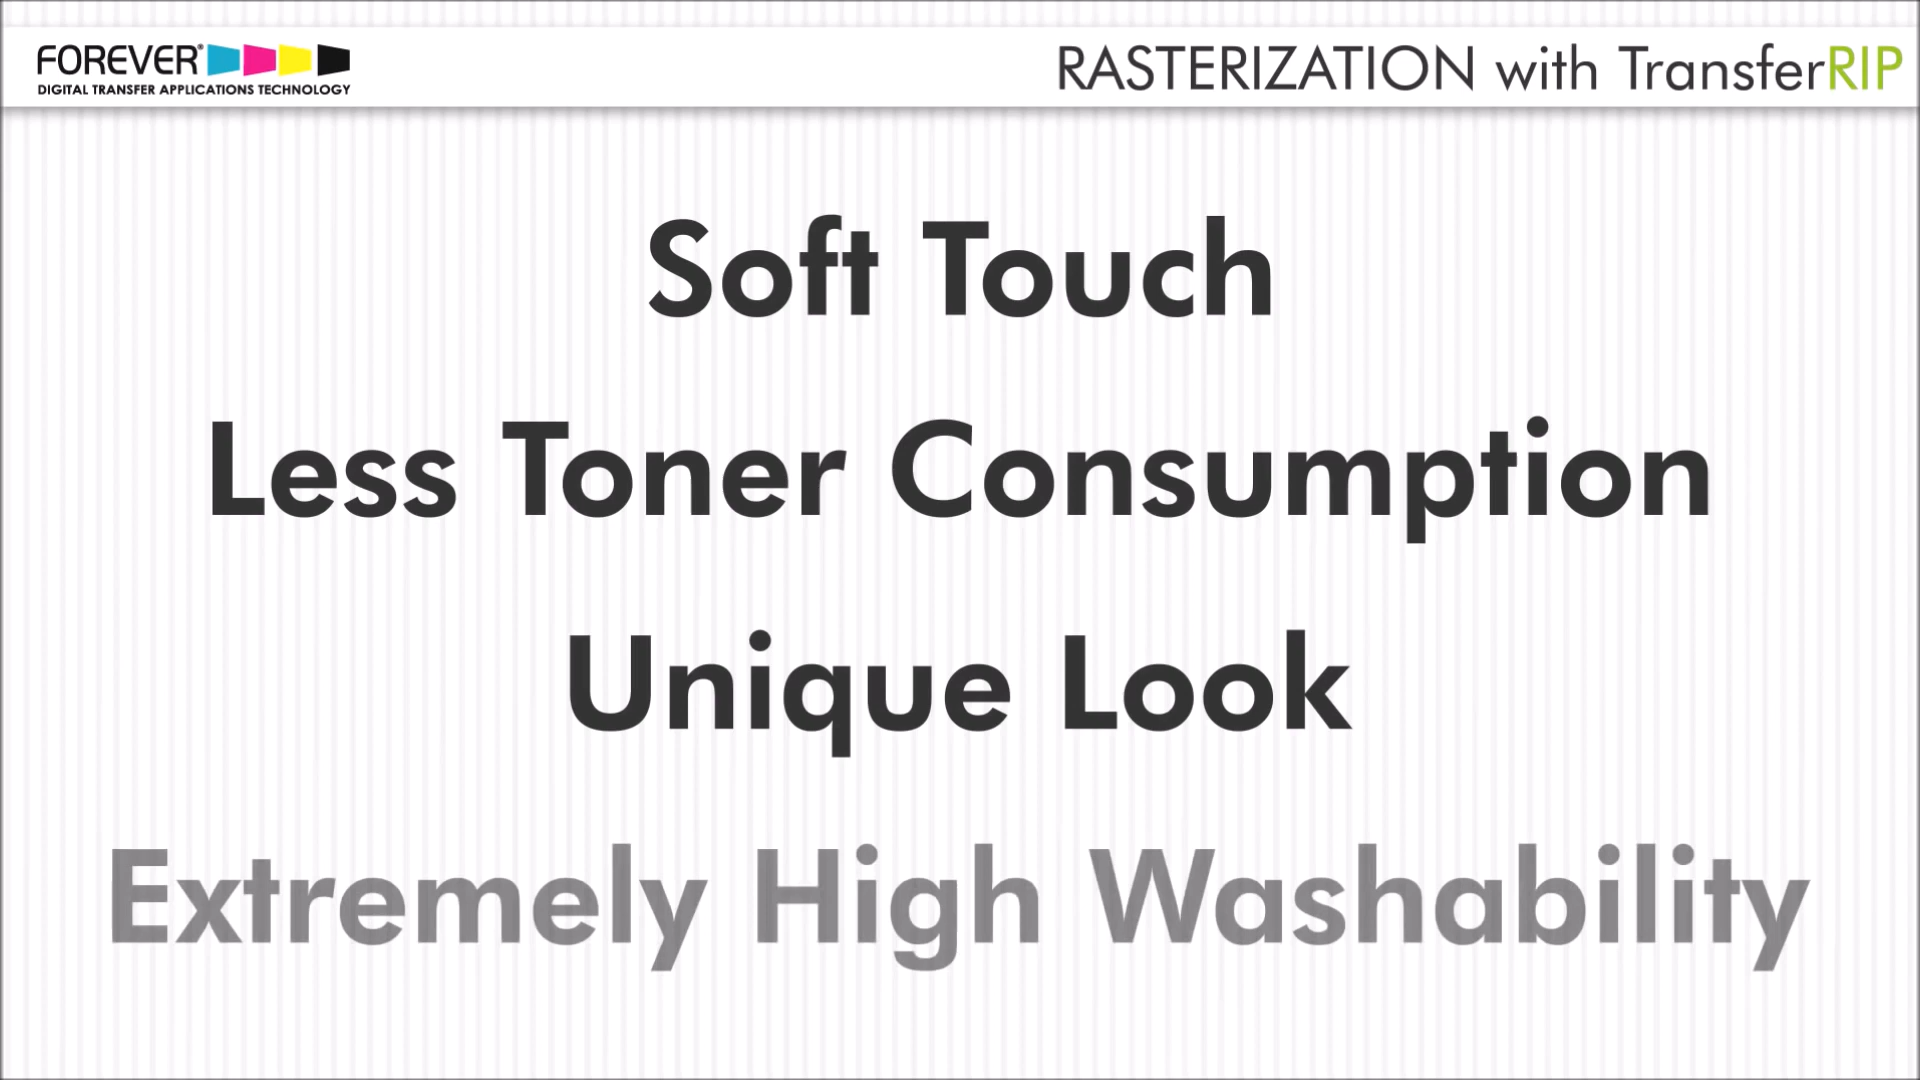 FOREVER®
DIGITAL TRANSFER APPLICATIONS TECHNOLOGY
RASTERIZATION with TransferRIP
Soft Touch
Less Toner Consumption
Unique Look
Extremely High Washability